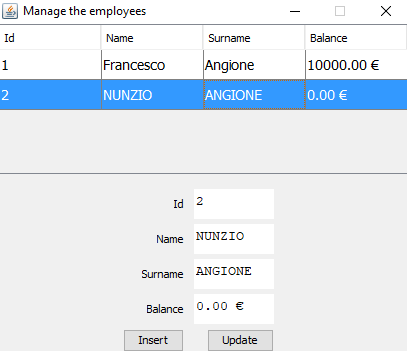 Manage the employees
Id Name Surname Balance
1 Francesco Angione 10000.00 €
2 NUNZIO ANGIONE 0.00 €
Id 2
Name NUNZIO
Surname ANGIONE
Balance 0.00 €
Insert Update